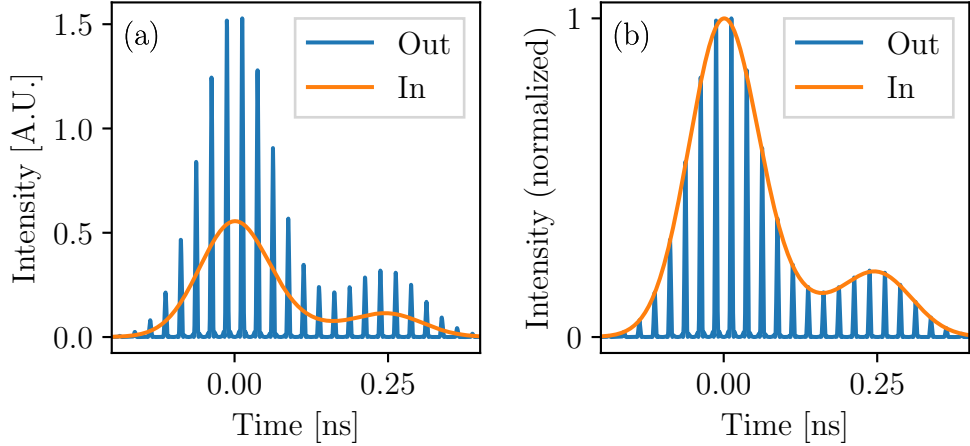 (a)
Out
In
1.5
1.0
0.5
0.0
Intensity [A.U.]
0.00
0.25
Time [ns]
(b)
Out
In
1
0
Intensity (normalized)
0.00
0.25
Time [ns]